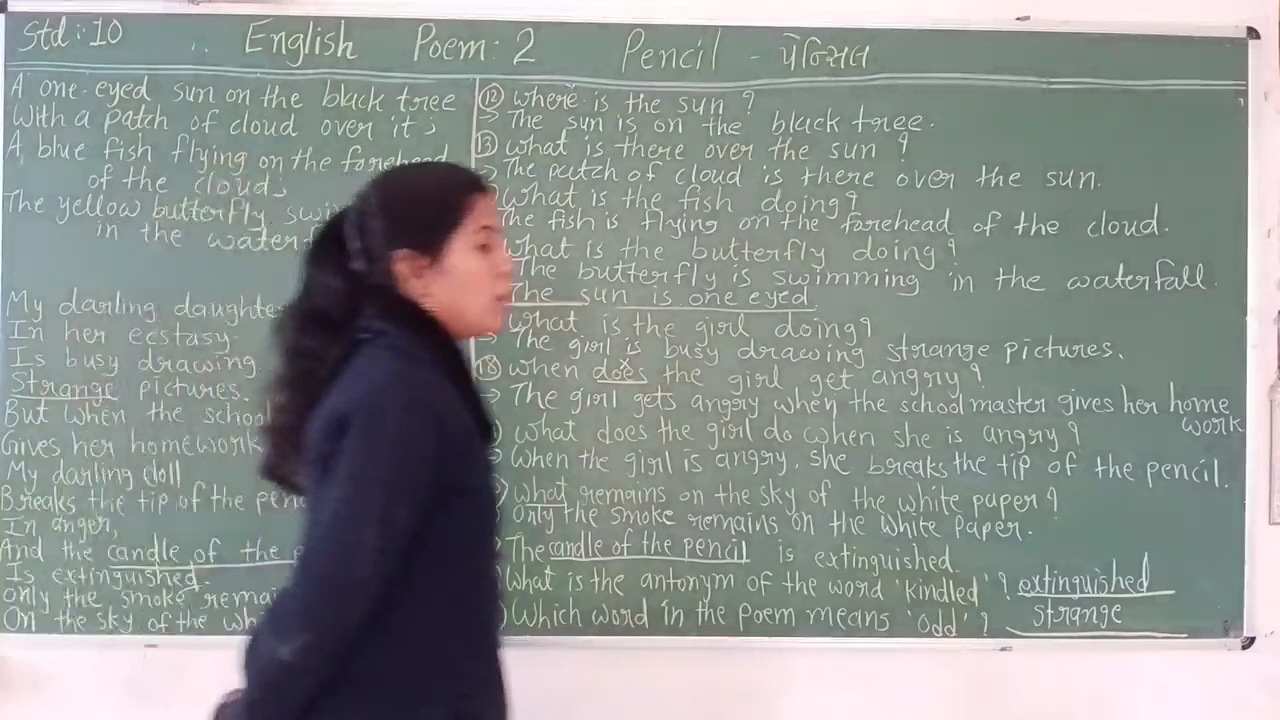 Std: 10 English Poem: 2 Pencil - પેન્સિલ
A one-eyed sun on the black tree
With a patch of cloud over it;
A blue fish flying on the forehead
of the cloud;
The yellow butterfly
in the
My darling
In her ecstasy
Is busy drawing
Strange pictures.
But when the school
Gives her homework
My darling doll
Breaks the tip of the
In anger,
And the candle of the
Is extinguished.
only the smoke
On the sky of the
⑫ where is the sun ?
→ The sun is on the black tree.
⑬ what is there over the sun ?
→ The patch of cloud is there over the sun.
What is the fish doing?
The fish is flying on the forehead of the cloud.
What is the butterfly doing?
The butterfly is swimming in the waterfall.
The sun is one eyed
What is the girl doing?
→ The girl is busy drawing strange pictures.
⑱ when does the girl get angry?
→ The girl gets angry when the school master gives her home
work
what does the girl do when she is angry?
→ when the girl is angry. she breaks the tip of the pencil.
what remains on the sky of the white paper?
Only the smoke remains on the white paper.
The candle of the pencil is extinguished.
What is the antonym of the word 'kindled' ? extinguished
Which word in the poem means 'odd' ? strange